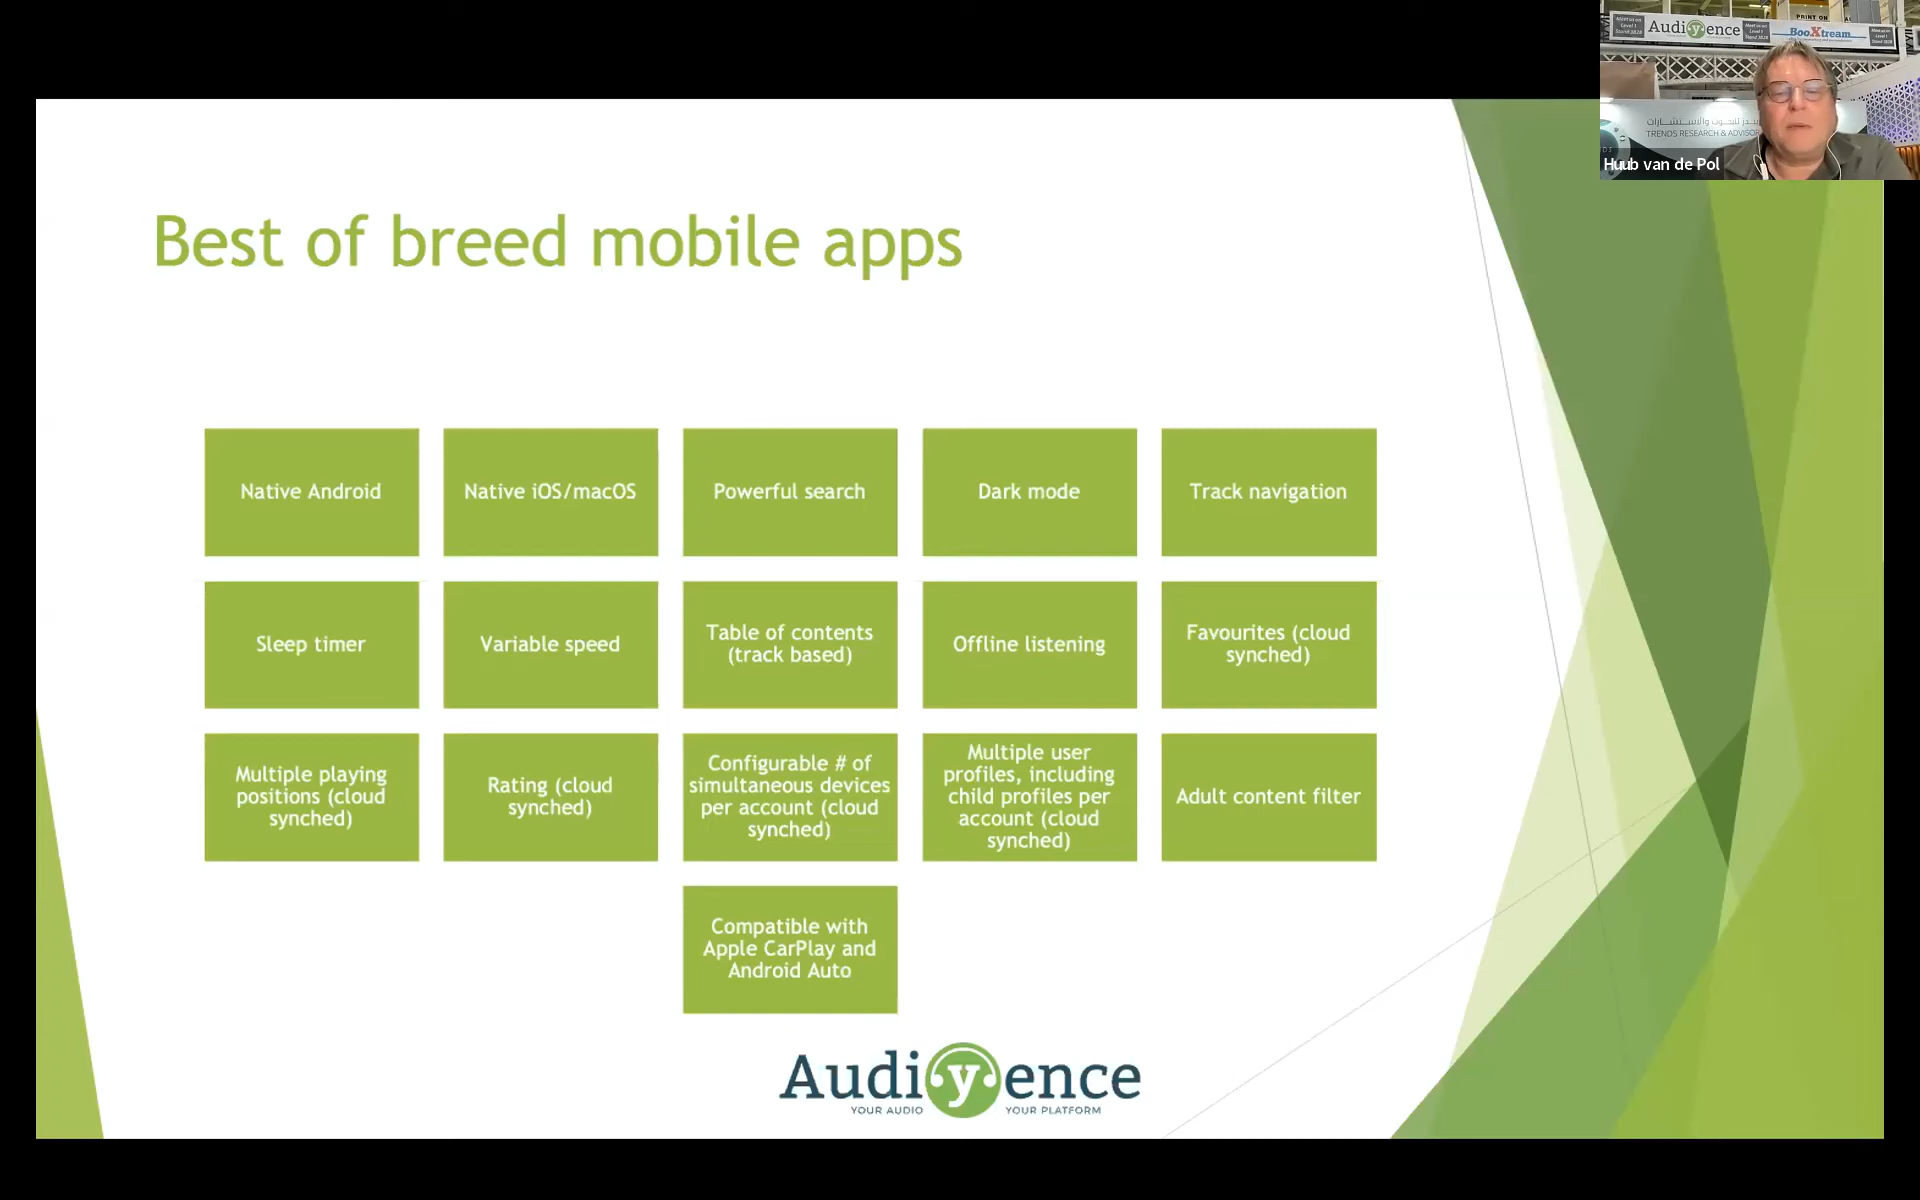 Best of breed mobile apps
Native Android
Native iOS/macOS
Powerful search
Dark mode
Track navigation
Sleep timer
Variable speed
Table of contents
(track based)
Offline listening
Favourites (cloud
synched)
Multiple playing
positions (cloud
synched)
Rating (cloud
synched)
Configurable # of
simultaneous devices
per account (cloud
synched)
Multiple user
profiles, including
child profiles per
account (cloud
synched)
Adult content filter
Compatible with
Apple CarPlay and
Android Auto
Audiyence
YOUR AUDIO YOUR PLATFORM
PRINT ON
Audiyence
BooXtream
TRENDS RESEARCH & ADVISOR
Huub van de Pol